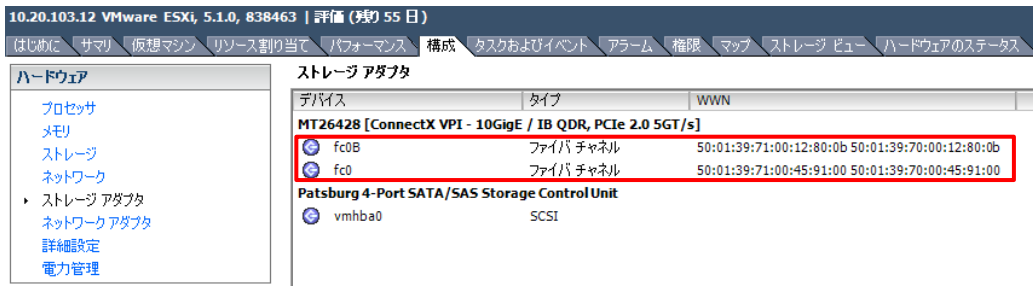 10.20.103.12 VMware ESXi, 5.1.0, 838463 | 評価 (残り 55 日)
はじめに サマリ 仮想マシン リソース割り当て パフォーマンス 構成 タスクおよびイベント アラーム 権限 マップ ストレージ ビュー ハードウェアのステータス
ハードウェア
プロセッサ
メモリ
ストレージ
ネットワーク
ストレージ アダプタ
ネットワーク アダプタ
詳細設定
電力管理
ストレージ アダプタ
デバイス タイプ WWN
MT26428 [ConnectX VPI - 10GigE / IB QDR, PCIe 2.0 5GT/s]
fc0B ファイバ チャネル 50:01:39:71:00:12:80:0b 50:01:39:70:00:12:80:0b
fc0 ファイバ チャネル 50:01:39:71:00:45:91:00 50:01:39:70:00:45:91:00
Patsburg 4-Port SATA/SAS Storage Control Unit
vmhba0 SCSI